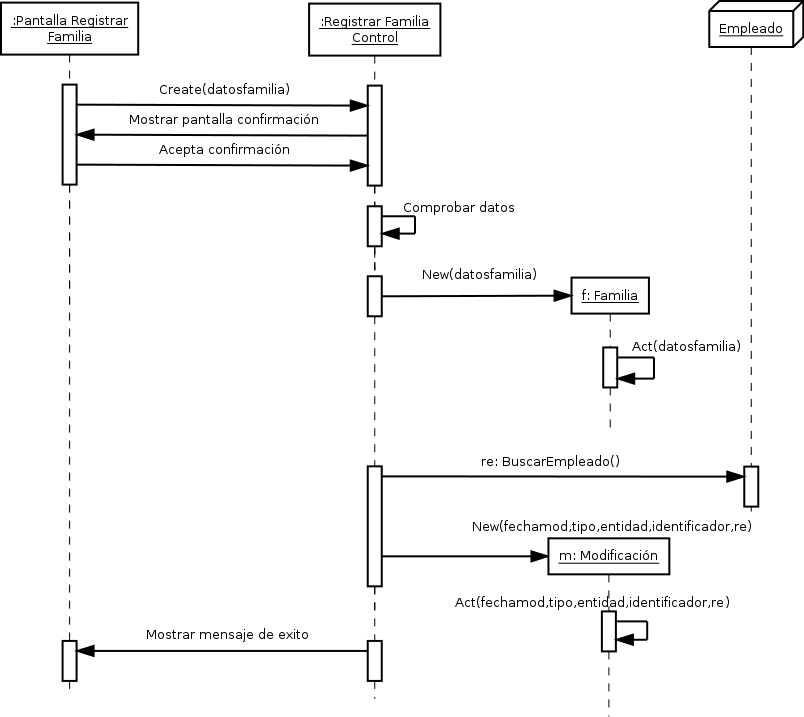 :Pantalla Registrar
Familia
:Registrar Familia
Control
Empleado
Create(datosfamilia)
Mostrar pantalla confirmación
Acepta confirmación
Comprobar datos
New(datosfamilia)
f: Familia
Act(datosfamilia)
re: BuscarEmpleado()
New(fechamod,tipo,entidad,identificador,re)
m: Modificación
Act(fechamod,tipo,entidad,identificador,re)
Mostrar mensaje de exito